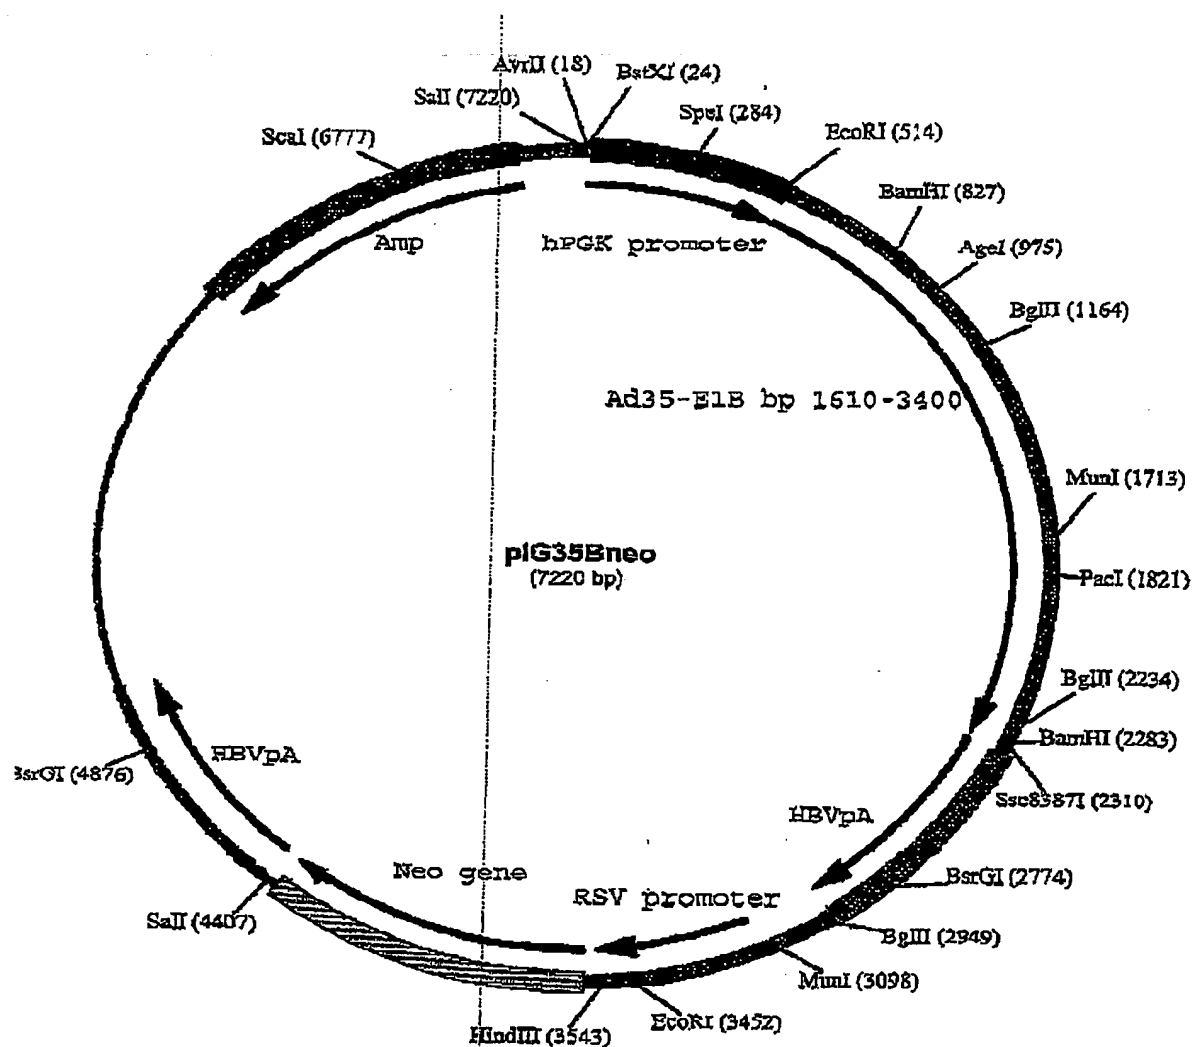 AvrII (18)
BstXI (24)
SalI (7220)
SpeI (284)
ScaI (6777)
EcoRI (514)
BamHI (827)
Amp
hPGK promoter
AgeI (975)
BglII (1164)
Ad35-E1B bp 1610-3400
MunI (1713)
pIG35Bneo
(7220 bp)
PacI (1821)
BglII (2234)
BamHI (2283)
HBVpA
BsrGI (4876)
Sse8387I (2310)
HBVpA
Neo gene
BsrGI (2774)
RSV promoter
SalI (4407)
BglII (2949)
MunI (3098)
EcoRI (3452)
HindIII (3543)